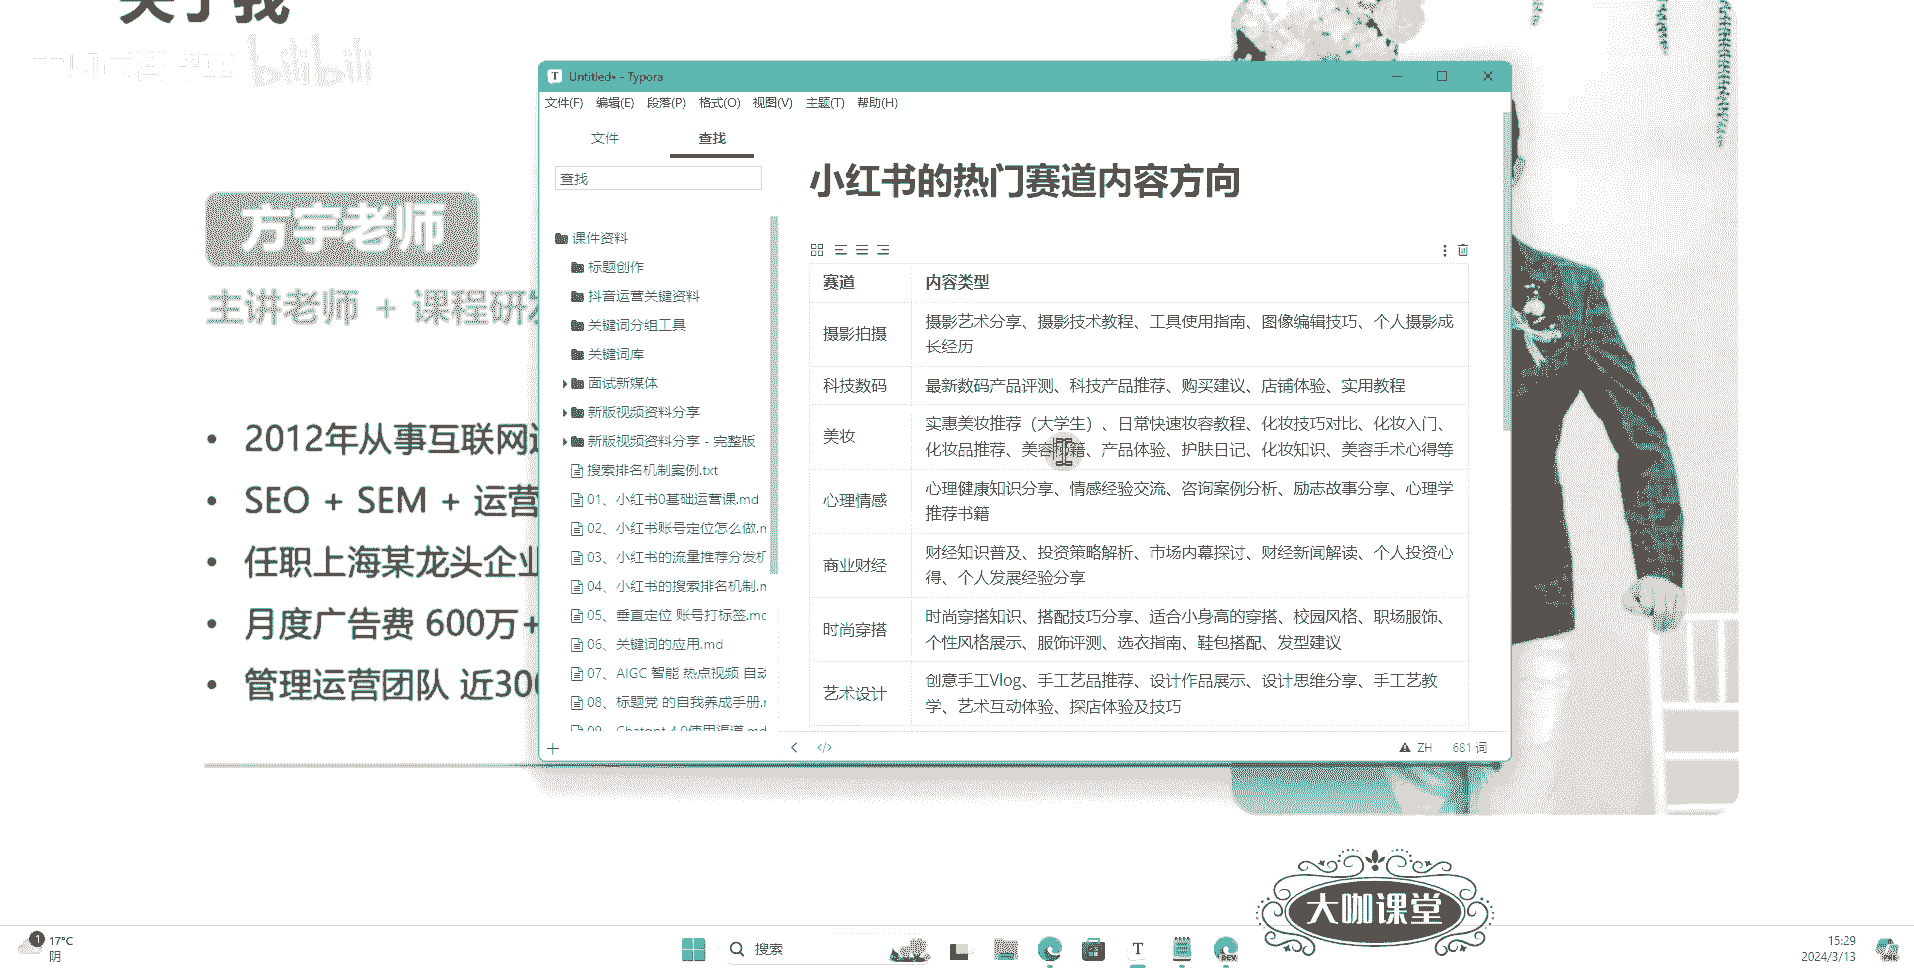 关于我
bilibili
方宇老师
主讲老师 + 课程研发
• 2012年从事互联网
• SEO + SEM + 运营
• 任职上海某龙头企业
• 月度广告费 600万+
• 管理运营团队 近300
Untitled• - Typora
文件(F) 编辑(E) 段落(P) 格式(O) 视图(V) 主题(T) 帮助(H)
文件 查找
查找
课件资料
标题创作
抖音运营关键资料
关键词分组工具
关键词库
面试新媒体
新版视频资料分享
新版视频资料分享 - 完整版
搜索排名机制案例.txt
01、小红书0基础运营课.md
02、小红书账号定位怎么做.m
03、小红书的流量推荐分发机
04、小红书的搜索排名机制.m
05、垂直定位 账号打标签.mc
06、关键词的应用.md
07、AIGC 智能 热点视频 自动
08、标题党 的自我养成手册.r
09、Chatgpt 4.0使用渠道.md
小红书的热门赛道内容方向
赛道 内容类型
摄影拍摄 摄影艺术分享、摄影技术教程、工具使用指南、图像编辑技巧、个人摄影成
长经历
科技数码 最新数码产品评测、科技产品推荐、购买建议、店铺体验、实用教程
美妆 实惠美妆推荐（大学生）、日常快速妆容教程、化妆技巧对比、化妆入门、
化妆品推荐、美容书籍、产品体验、护肤日记、化妆知识、美容手术心得等
心理情感 心理健康知识分享、情感经验交流、咨询案例分析、励志故事分享、心理学
推荐书籍
商业财经 财经知识普及、投资策略解析、市场内幕探讨、财经新闻解读、个人投资心
得、个人发展经验分享
时尚穿搭 时尚穿搭知识、搭配技巧分享、适合小身高的穿搭、校园风格、职场服饰、
个性风格展示、服饰评测、选衣指南、鞋包搭配、发型建议
艺术设计 创意手工Vlog、手工艺品推荐、设计作品展示、设计思维分享、手工艺教
学、艺术互动体验、探店体验及技巧
ZH 681 词
大咖课堂
1 17°C
阴
搜索
T
DEV
15:29
2024/3/13
PRE